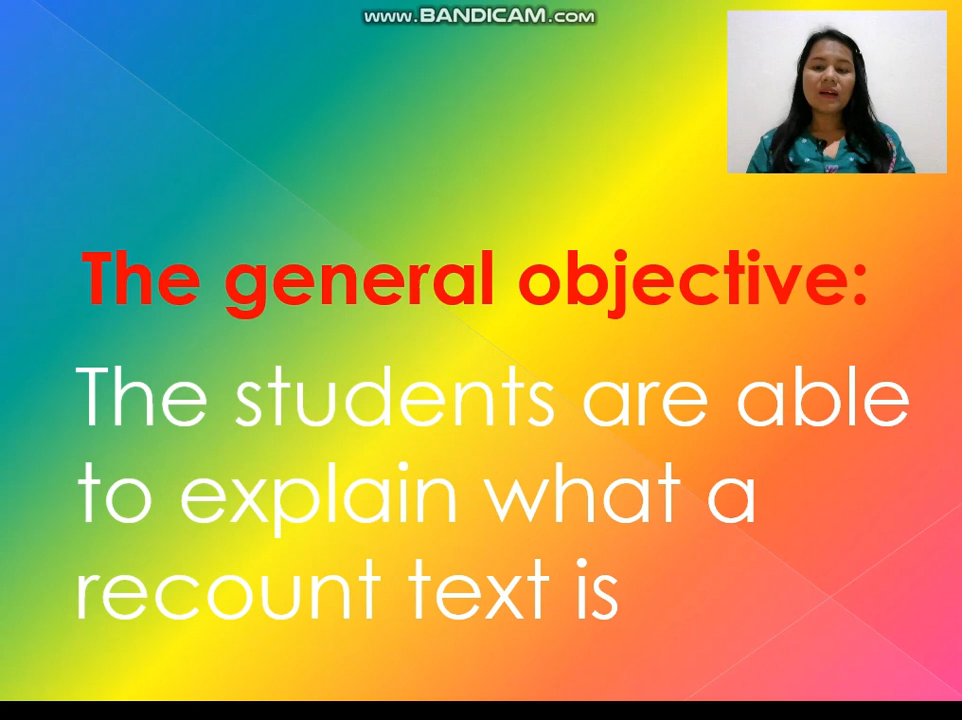 www.BANDICAM.com
The general objective:
The students are able
to explain what a
recount text is